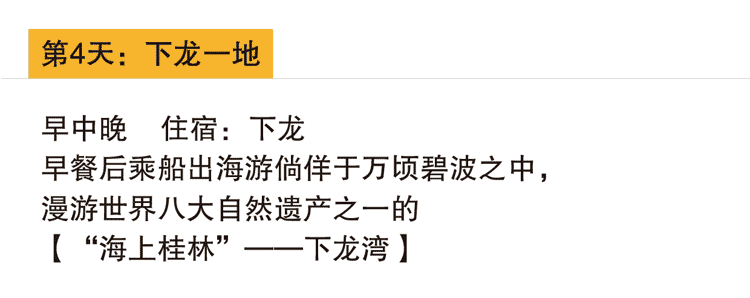 第4天：下龙一地
早中晚 住宿：下龙
早餐后乘船出海游倘佯于万顷碧波之中，
漫游世界八大自然遗产之一的
【“海上桂林”——下龙湾】